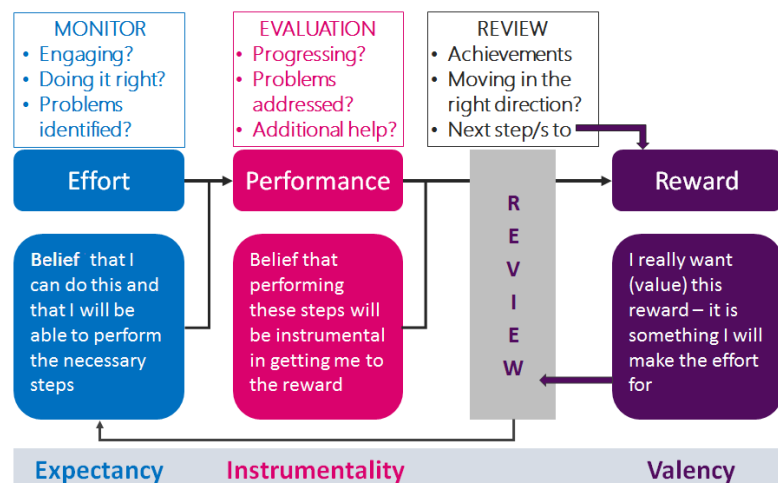 MONITOR
• Engaging?
• Doing it right?
• Problems
identified?
EVALUATION
• Progressing?
• Problems
addressed?
• Additional help?
REVIEW
• Achievements
• Moving in the
right direction?
• Next step/s to
Effort
Performance
Reward
REVIEW
Belief that I
can do this and
that I will be
able to perform
the necessary
steps
Belief that
performing
these steps will
be instrumental
in getting me to
the reward
I really want
(value) this
reward – it is
something I will
make the effort
for
Expectancy
Instrumentality
Valency